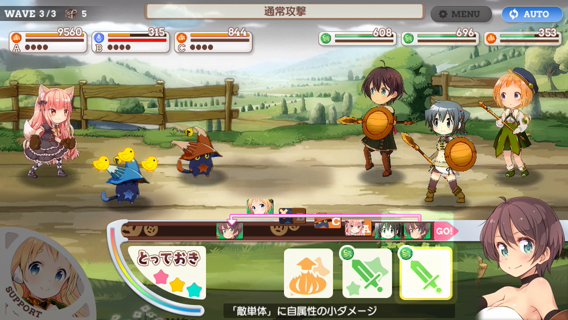 WAVE 3/3 5
通常攻撃
MENU
AUTO
9560
A
315
B
844
C
608
696
353
GO!
とっておき
SUPPORT
「敵単体」に自属性の小ダメージ